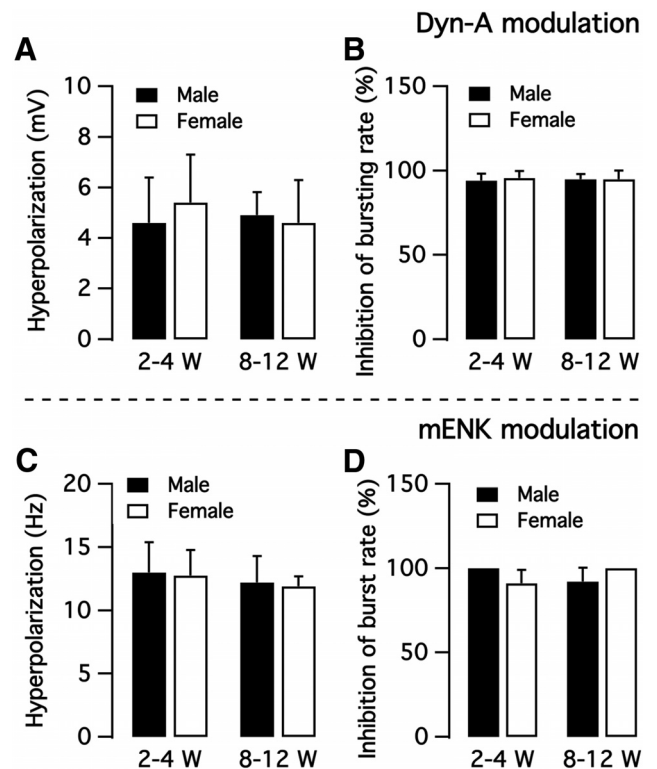 Dyn-A modulation
A
Hyperpolarization (mV)
10
8
6
4
2
0
Male
Female
2-4 W
8-12 W
B
Inhibition of bursting rate (%)
150
100
50
0
Male
Female
2-4 W
8-12 W
mENK modulation
C
Hyperpolarization (Hz)
20
15
10
5
0
Male
Female
2-4 W
8-12 W
D
Inhibition of burst rate (%)
150
100
50
0
Male
Female
2-4 W
8-12 W